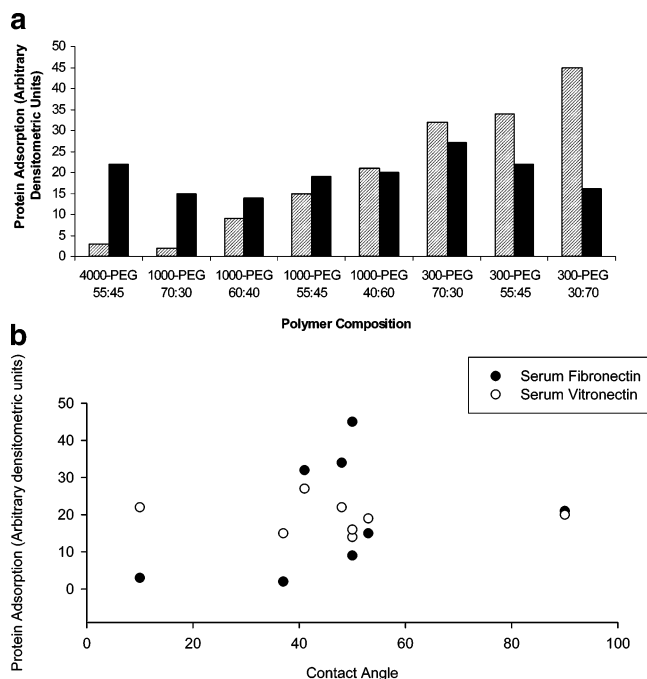 a
Protein Adsorption (Arbitrary
Densitometric Units)
50
45
40
35
30
25
20
15
10
5
0
4000-PEG 1000-PEG 1000-PEG 1000-PEG 1000-PEG 300-PEG 300-PEG 300-PEG
55:45 70:30 60:40 55:45 40:60 70:30 55:45 30:70
Polymer Composition
b
Serum Fibronectin
Serum Vitronectin
Protein Adsorption (Arbitrary densitometric units)
50
40
30
20
10
0
0 20 40 60 80 100
Contact Angle